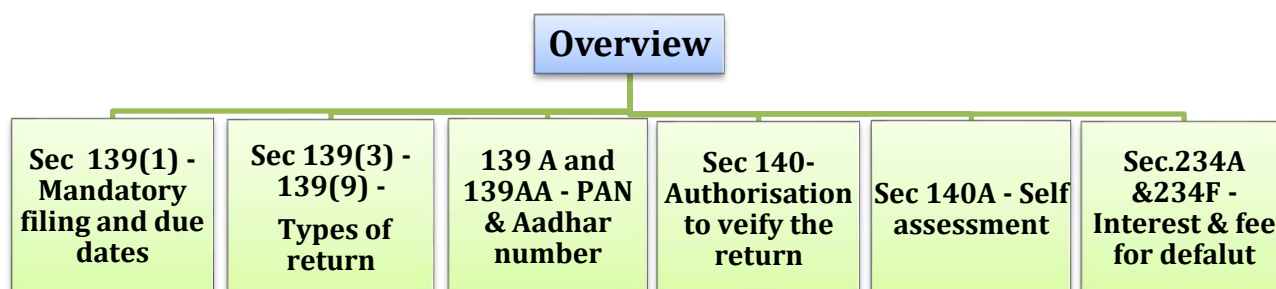 Overview
Sec 139(1) -
Mandatory
filing and due
dates
Sec 139(3) -
139(9) -
Types of
return
139 A and
139AA - PAN
& Aadhar
number
Sec 140-
Authorisation
to veify the
return
Sec 140A - Self
assessment
Sec.234A
&234F -
Interest & fee
for defalut